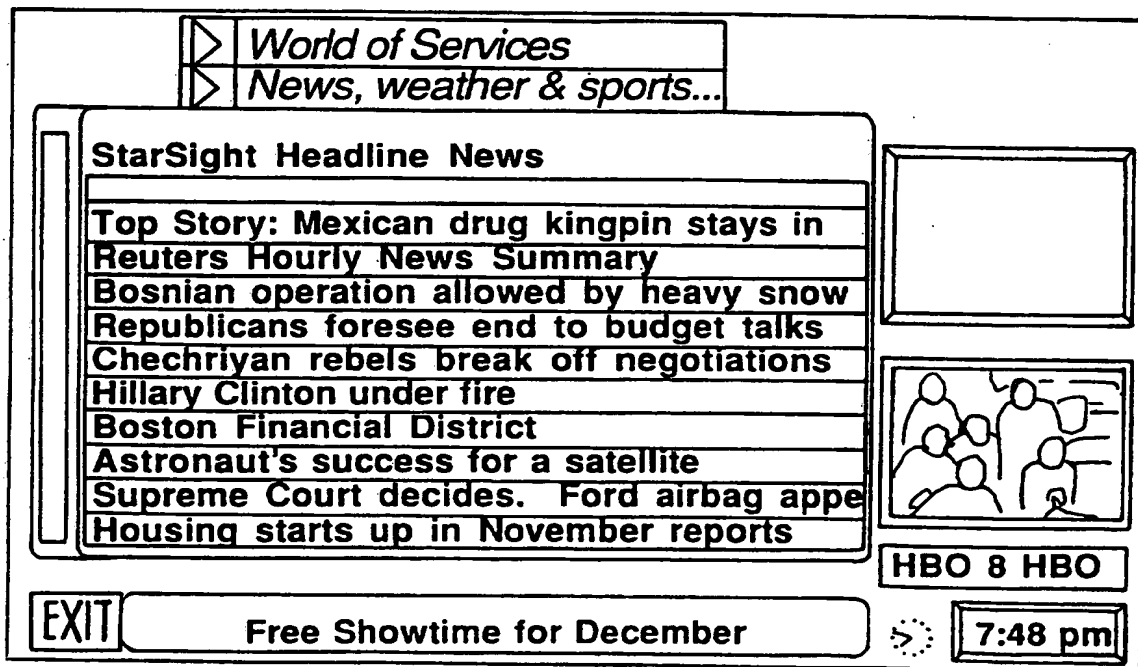 World of Services
News, weather & sports...
StarSight Headline News
Top Story: Mexican drug kingpin stays in
Reuters Hourly News Summary
Bosnian operation allowed by heavy snow
Republicans foresee end to budget talks
Chechriyan rebels break off negotiations
Hillary Clinton under fire
Boston Financial District
Astronaut's success for a satellite
Supreme Court decides. Ford airbag appe
Housing starts up in November reports
HBO 8 HBO
EXIT
Free Showtime for December
7:48 pm